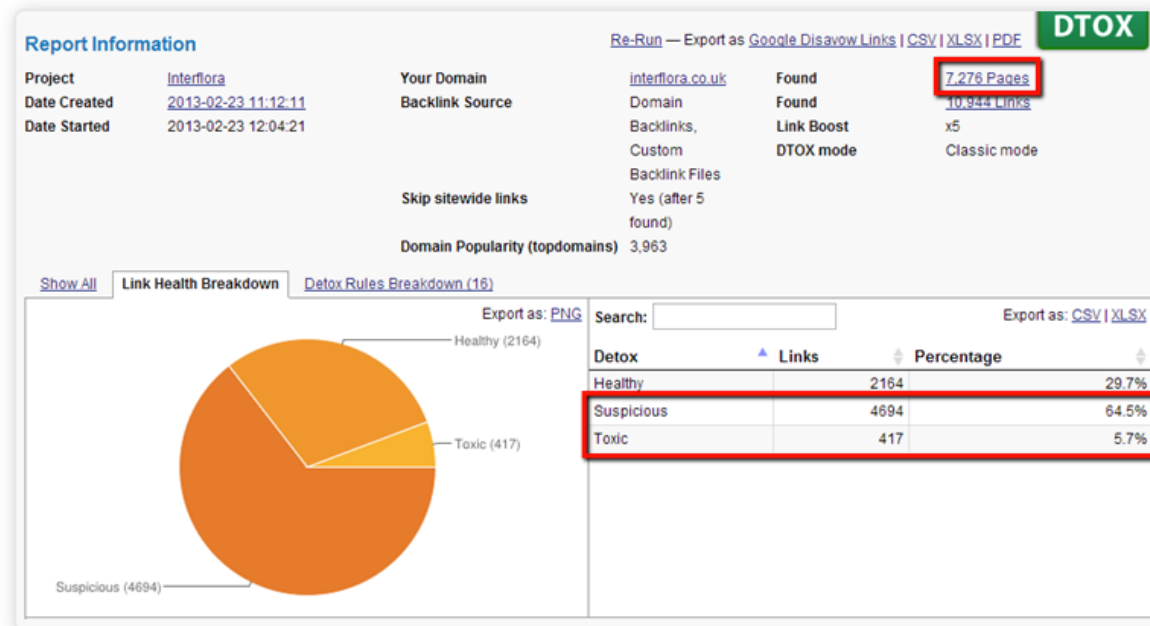 DTOX
Report Information
Re-Run — Export as Google Disavow Links | CSV | XLSX | PDF
Project Interflora Your Domain interflora.co.uk Found 7,276 Pages
Date Created 2013-02-23 11:12:11 Backlink Source Domain Found 10,944 Links
Date Started 2013-02-23 12:04:21 Backlinks, Link Boost x5
Custom DTOX mode Classic mode
Backlink Files
Skip sitewide links Yes (after 5
found)
Domain Popularity (topdomains) 3,963
Show All Link Health Breakdown Detox Rules Breakdown (16)
Export as: PNG
Healthy (2164)
Toxic (417)
Suspicious (4694)
Search: Export as: CSV | XLSX
Detox Links Percentage
Healthy 2164 29.7%
Suspicious 4694 64.5%
Toxic 417 5.7%